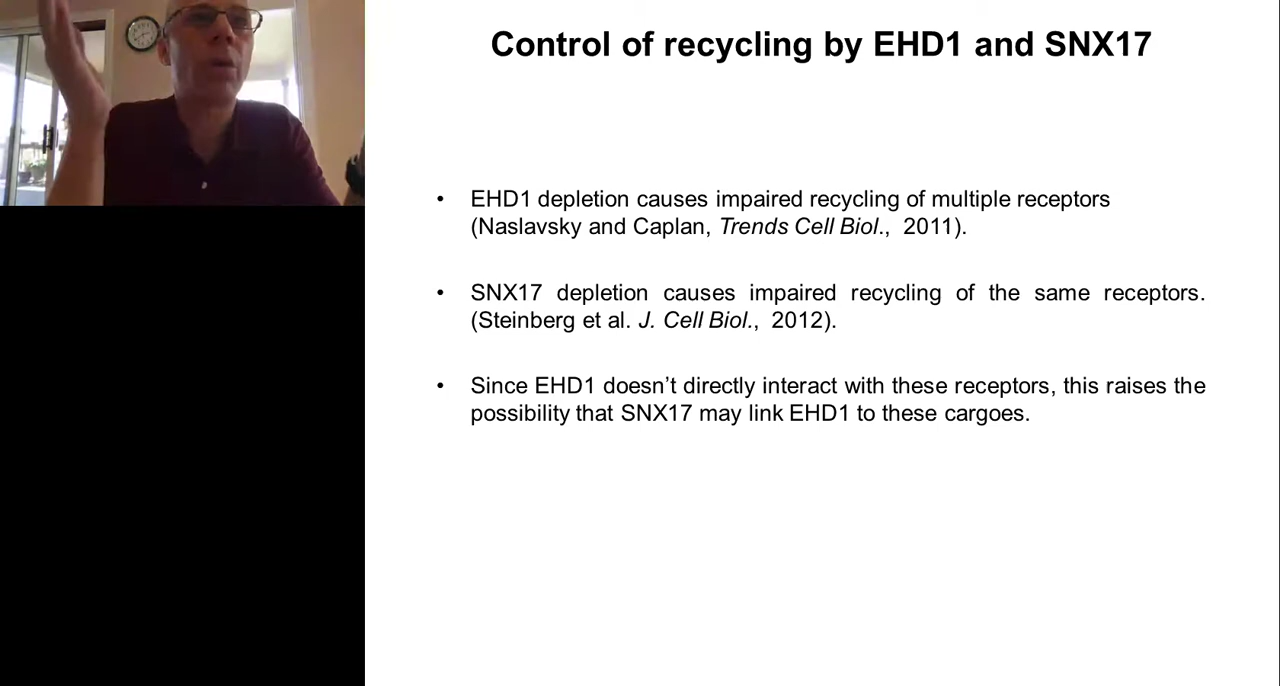 Control of recycling by EHD1 and SNX17
• EHD1 depletion causes impaired recycling of multiple receptors
(Naslavsky and Caplan, Trends Cell Biol., 2011).
• SNX17 depletion causes impaired recycling of the same receptors.
(Steinberg et al. J. Cell Biol., 2012).
• Since EHD1 doesn’t directly interact with these receptors, this raises the
possibility that SNX17 may link EHD1 to these cargoes.